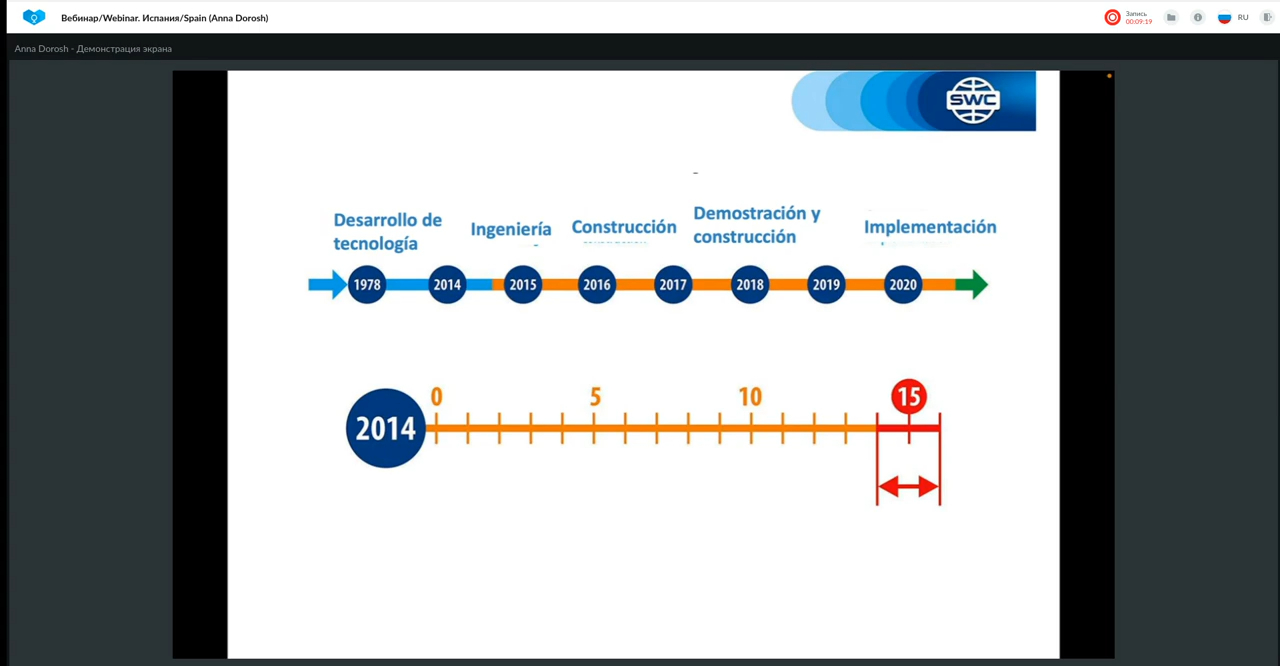 Вебинар/Webinar. Испания/Spain (Anna Dorosh)
Запись
00:09:19
RU
Anna Dorosh - Демонстрация экрана
SWC
Desarrollo de
tecnología
Ingeniería
Construcción
Demostración y
construcción
Implementación
1978 2014 2015 2016 2017 2018 2019 2020
0 5 10 15
2014